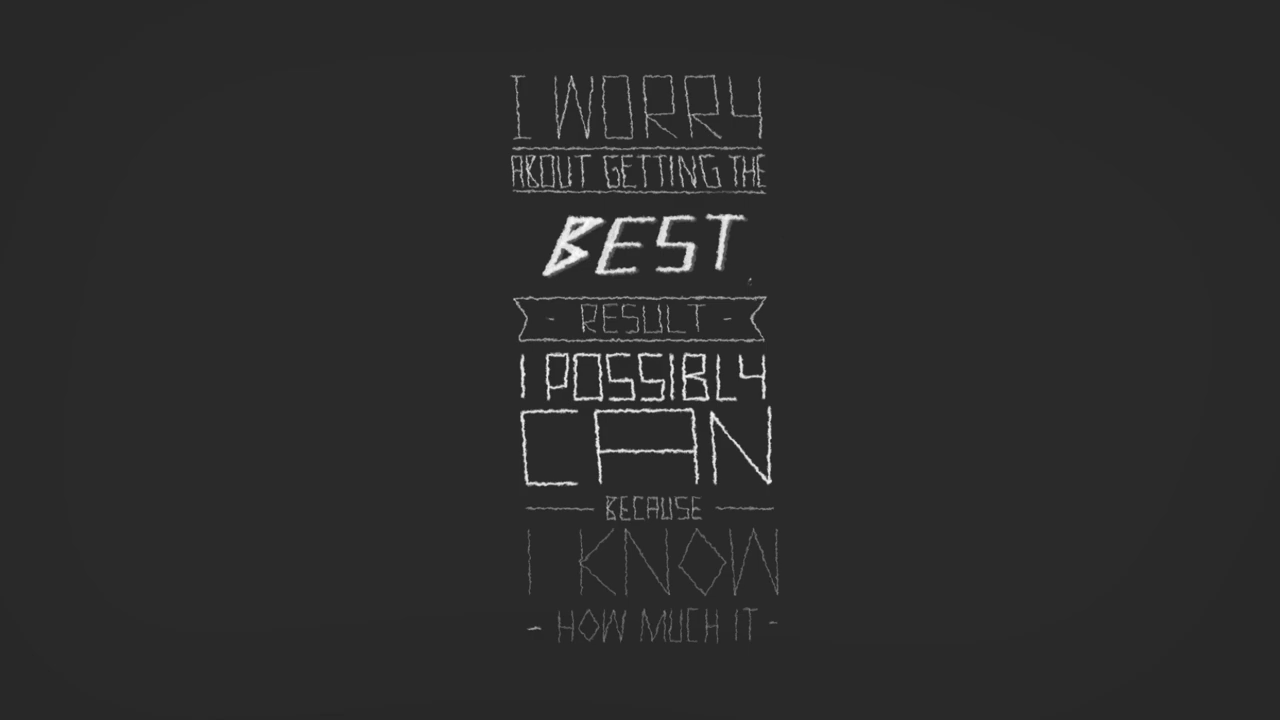 I WORRY
ABOUT GETTING THE
BEST
- RESULT -
I POSSIBLY
CAN
BECAUSE
I KNOW
- HOW MUCH IT -